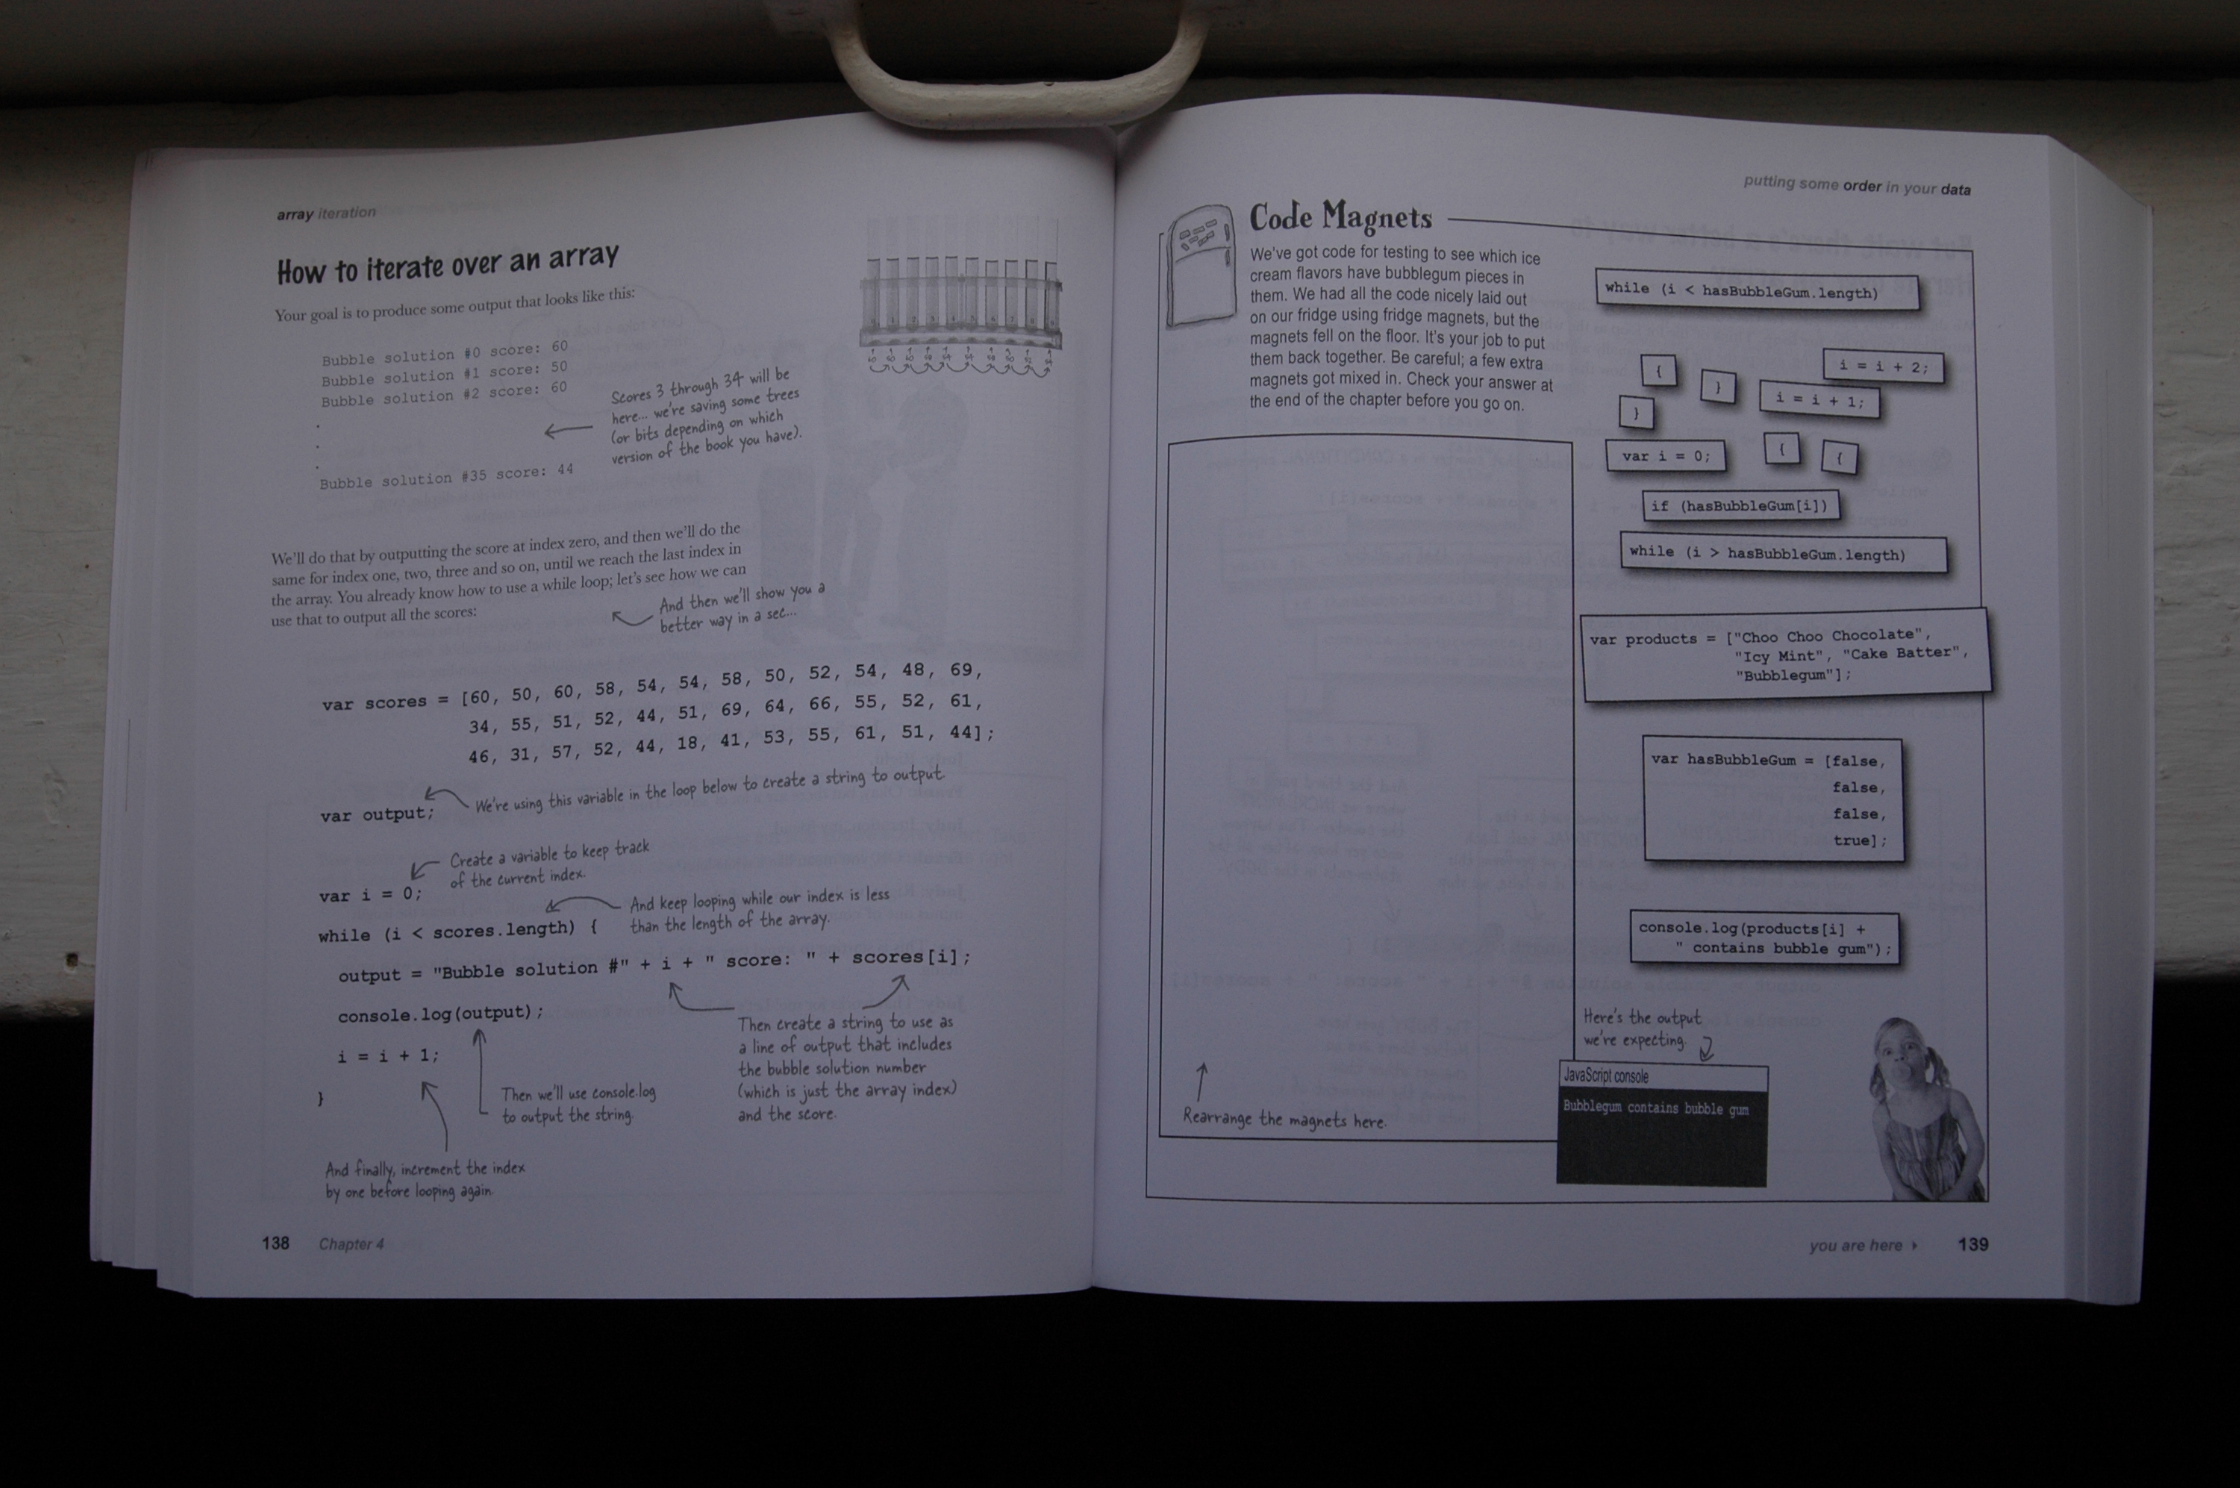 array iteration
How to iterate over an array
Your goal is to produce some output that looks like this:
Bubble solution #0 score: 60
Bubble solution #1 score: 50
Bubble solution #2 score: 60
.
.
.
Bubble solution #35 score: 44
Scores 3 through 34 will be
here... we're saving some trees
(or bits depending on which
version of the book you have).
We'll do that by outputting the score at index zero, and then we'll do the
same for index one, two, three and so on, until we reach the last index in
the array. You already know how to use a while loop; let's see how we can
use that to output all the scores:
And then we'll show you a
better way in a sec...
var scores = [60, 50, 60, 58, 54, 54, 58, 50, 52, 54, 48, 69,
34, 55, 51, 52, 44, 51, 69, 64, 66, 55, 52, 61,
46, 31, 57, 52, 44, 18, 41, 53, 55, 61, 51, 44];
var output;
We're using this variable in the loop below to create a string to output.
Create a variable to keep track
of the current index.
var i = 0;
And keep looping while our index is less
than the length of the array.
while (i < scores.length) {
output = "Bubble solution #" + i + " score: " + scores[i];
console.log(output);
i = i + 1;
}
Then create a string to use as
a line of output that includes
the bubble solution number
(which is just the array index)
and the score.
Then we'll use console.log
to output the string.
And finally, increment the index
by one before looping again.
138 Chapter 4
putting some order in your data
Code Magnets
We've got code for testing to see which ice
cream flavors have bubblegum pieces in
them. We had all the code nicely laid out
on our fridge using fridge magnets, but the
magnets fell on the floor. It's your job to put
them back together. Be careful; a few extra
magnets got mixed in. Check your answer at
the end of the chapter before you go on.
while (i < hasBubbleGum.length)
{
}
i = i + 2;
i = i + 1;
}
var i = 0;
{
{
if (hasBubbleGum[i])
while (i > hasBubbleGum.length)
var products = ["Choo Choo Chocolate",
"Icy Mint", "Cake Batter",
"Bubblegum"];
var hasBubbleGum = [false,
false,
false,
true];
console.log(products[i] +
" contains bubble gum");
Here's the output
we're expecting.
JavaScript console
Bubblegum contains bubble gum
Rearrange the magnets here.
you are here ▸ 139